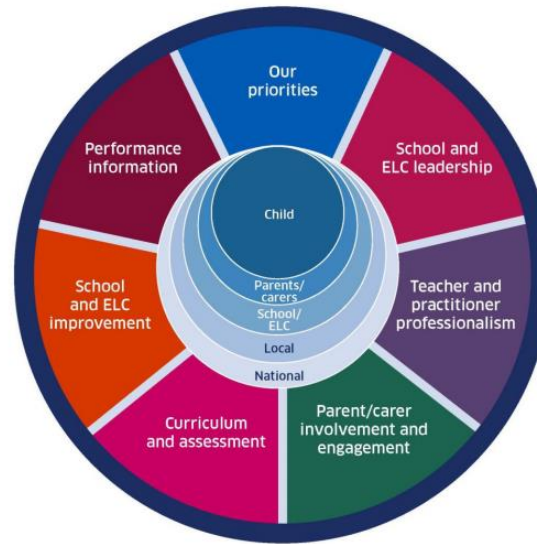 Our
priorities
School and
ELC leadership
Teacher and
practitioner
professionalism
Parent/carer
involvement and
engagement
Curriculum
and assessment
School
and ELC
improvement
Performance
information
Child
Parents/
carers
School/
ELC
Local
National